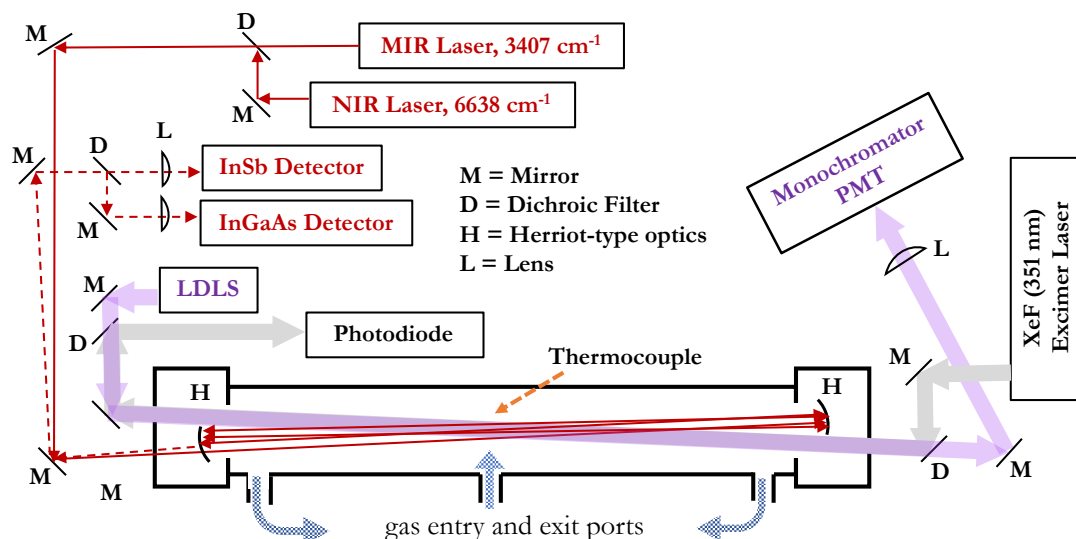 M
D
MIR Laser, 3407 cm⁻¹
M
NIR Laser, 6638 cm⁻¹
M
D
L
InSb Detector
M
InGaAs Detector
M = Mirror
D = Dichroic Filter
H = Herriot-type optics
L = Lens
Monochromator
PMT
L
XeF (351 nm)
Excimer Laser
M
LDLS
D
Photodiode
Thermocouple
M
H
H
M
M
D
M
gas entry and exit ports